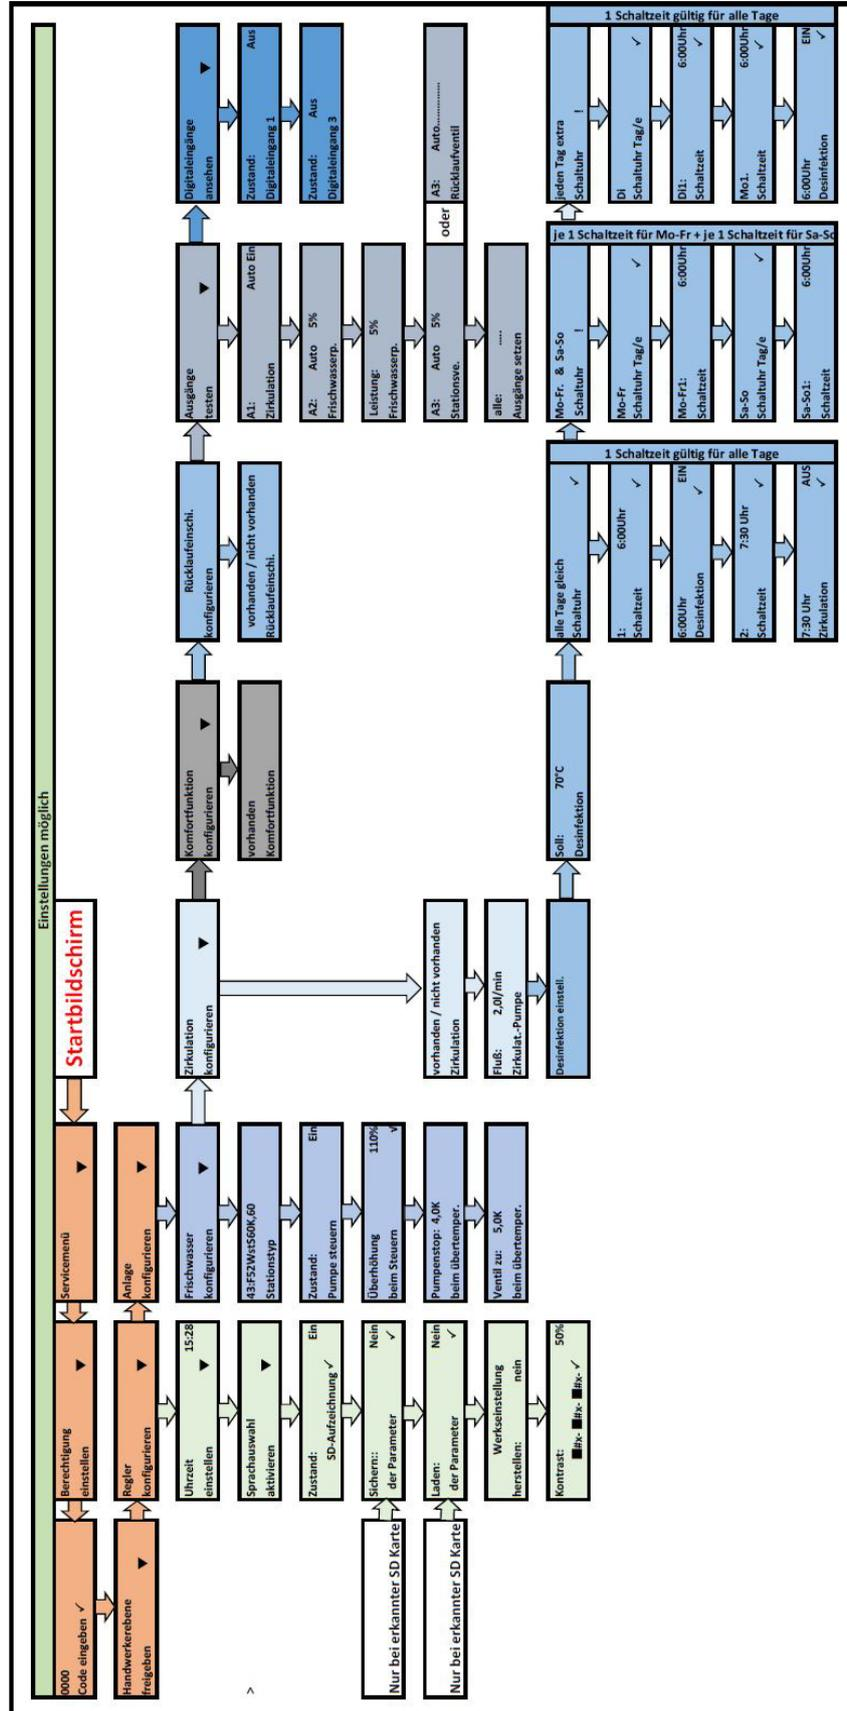 Einstellungen möglich
Startbildschirm
Servicemenü
Berechtigung
einstellen
0000
Code eingeben ✓
Handwerkerebene
freigeben
Regler
konfigurieren
Anlage
konfigurieren
Uhrzeit 15:28
einstellen
Sprachauswahl
aktivieren
Zustand: Ein
SD-Aufzeichnung ✓
Nur bei erkannter SD Karte
Sichern:: Nein
der Parameter ✓
Nur bei erkannter SD Karte
Laden: Nein
der Parameter ✓
Werkseinstellung
herstellen: nein
Kontrast: 50%
■#x- ■#x- ■#x- ✓
Frischwasser
konfigurieren
43:F52WstS60K,60
Stationstyp
Zustand: Ein
Pumpe steuern
Überhöhung 110%
beim Steuern √
Pumpenstop: 4,0K
beim übertemper.
Ventil zu: 5,0K
beim übertemper.
Zirkulation
konfigurieren
vorhanden / nicht vorhanden
Zirkulation
Fluß: 2,0l/min
Zirkulat.-Pumpe
Desinfektion einstell.
Soll: 70°C
Desinfektion
Komfortfunktion
konfigurieren
vorhanden
Komfortfunktion
Rücklaufeinschi.
konfigurieren
vorhanden / nicht vorhanden
Rücklaufeinschi.
Ausgänge
testen
A1: Auto Ein
Zirkulation
A2: Auto 5%
Frischwasserp.
Leistung: 5%
Frischwasserp.
A3: Auto 5%
Stationsve.
oder
A3: Auto...............
Rücklaufventil
alle: .....
Ausgänge setzen
Digitaleingänge
ansehen
Zustand: Aus
Digitaleingang 1
Zustand: Aus
Digitaleingang 3
1 Schaltzeit gültig für alle Tage
alle Tage gleich
Schaltuhr ✓
1: 6:00Uhr
Schaltzeit ✓
6:00Uhr EIN
Desinfektion ✓
2: 7:30 Uhr
Schaltzeit ✓
7:30 Uhr AUS
Zirkulation ✓
je 1 Schaltzeit für Mo-Fr + je 1 Schaltzeit für Sa-So
Mo-Fr. & Sa-So
Schaltuhr !
Mo-Fr
Schaltuhr Tag/e ✓
Mo-Fr1: 6:00Uhr
Schaltzeit
Sa-So
Schaltuhr Tag/e ✓
Sa-So1: 6:00Uhr
Schaltzeit
1 Schaltzeit gültig für alle Tage
jeden Tag extra
Schaltuhr !
Di
Schaltuhr Tag/e ✓
Di1: 6:00Uhr
Schaltzeit ✓
Mo1. 6:00Uhr
Schaltzeit ✓
6:00Uhr EIN
Desinfektion ✓